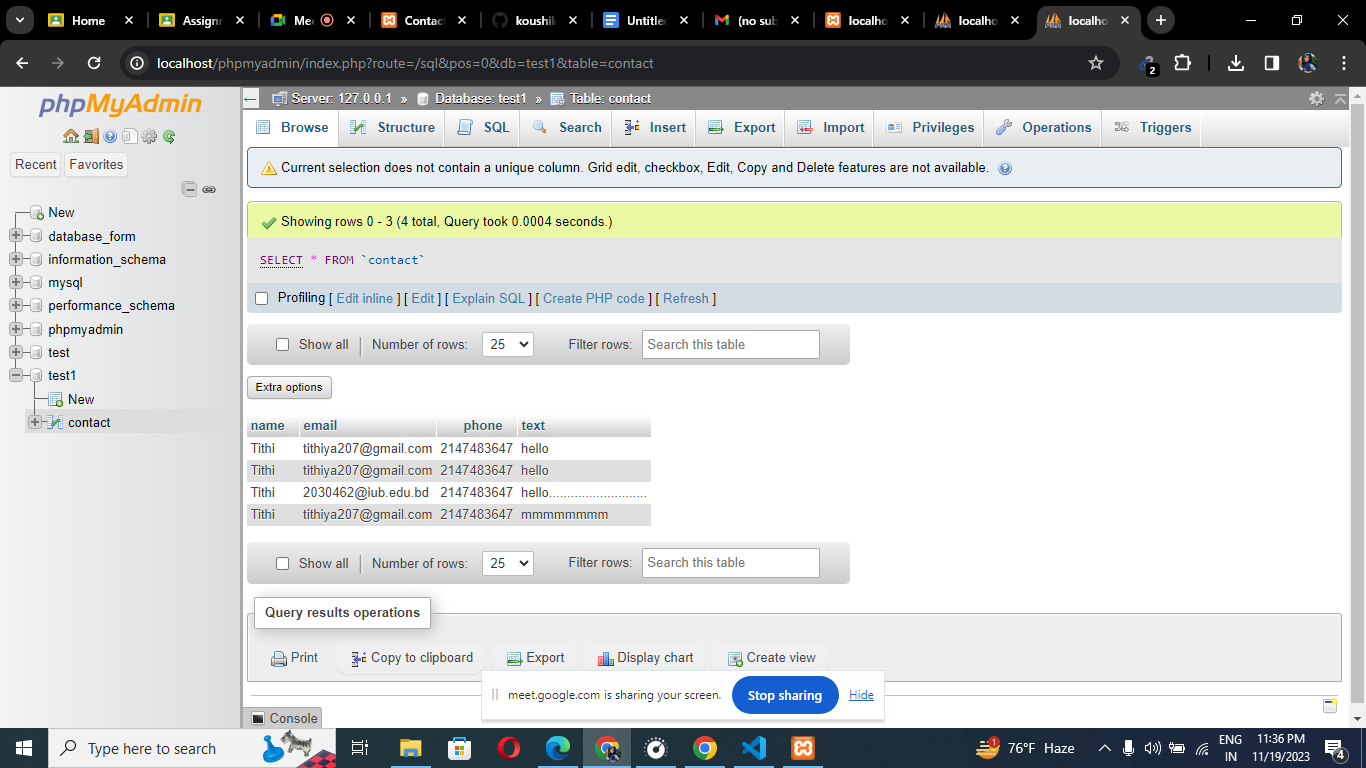 Home
Assignr
Mee
Contac
koushik
Untitle
(no sub
localho
localho
localho
localhost/phpmyadmin/index.php?route=/sql&pos=0&db=test1&table=contact
2
phpMyAdmin
Recent Favorites
New
database_form
information_schema
mysql
performance_schema
phpmyadmin
test
test1
New
contact
Server: 127.0.0.1 » Database: test1 » Table: contact
Browse Structure SQL Search Insert Export Import Privileges Operations Triggers
Current selection does not contain a unique column. Grid edit, checkbox, Edit, Copy and Delete features are not available.
Showing rows 0 - 3 (4 total, Query took 0.0004 seconds.)
SELECT * FROM `contact`
Profiling [ Edit inline ] [ Edit ] [ Explain SQL ] [ Create PHP code ] [ Refresh ]
Show all Number of rows: 25 Filter rows: Search this table
Extra options
name email phone text
Tithi tithiya207@gmail.com 2147483647 hello
Tithi tithiya207@gmail.com 2147483647 hello
Tithi 2030462@iub.edu.bd 2147483647 hello...........................
Tithi tithiya207@gmail.com 2147483647 mmmmmmmm
Show all Number of rows: 25 Filter rows: Search this table
Query results operations
Print Copy to clipboard Export Display chart Create view
meet.google.com is sharing your screen. Stop sharing Hide
Console
Type here to search
1 76°F Haze
ENG
IN
11:36 PM
11/19/2023
4